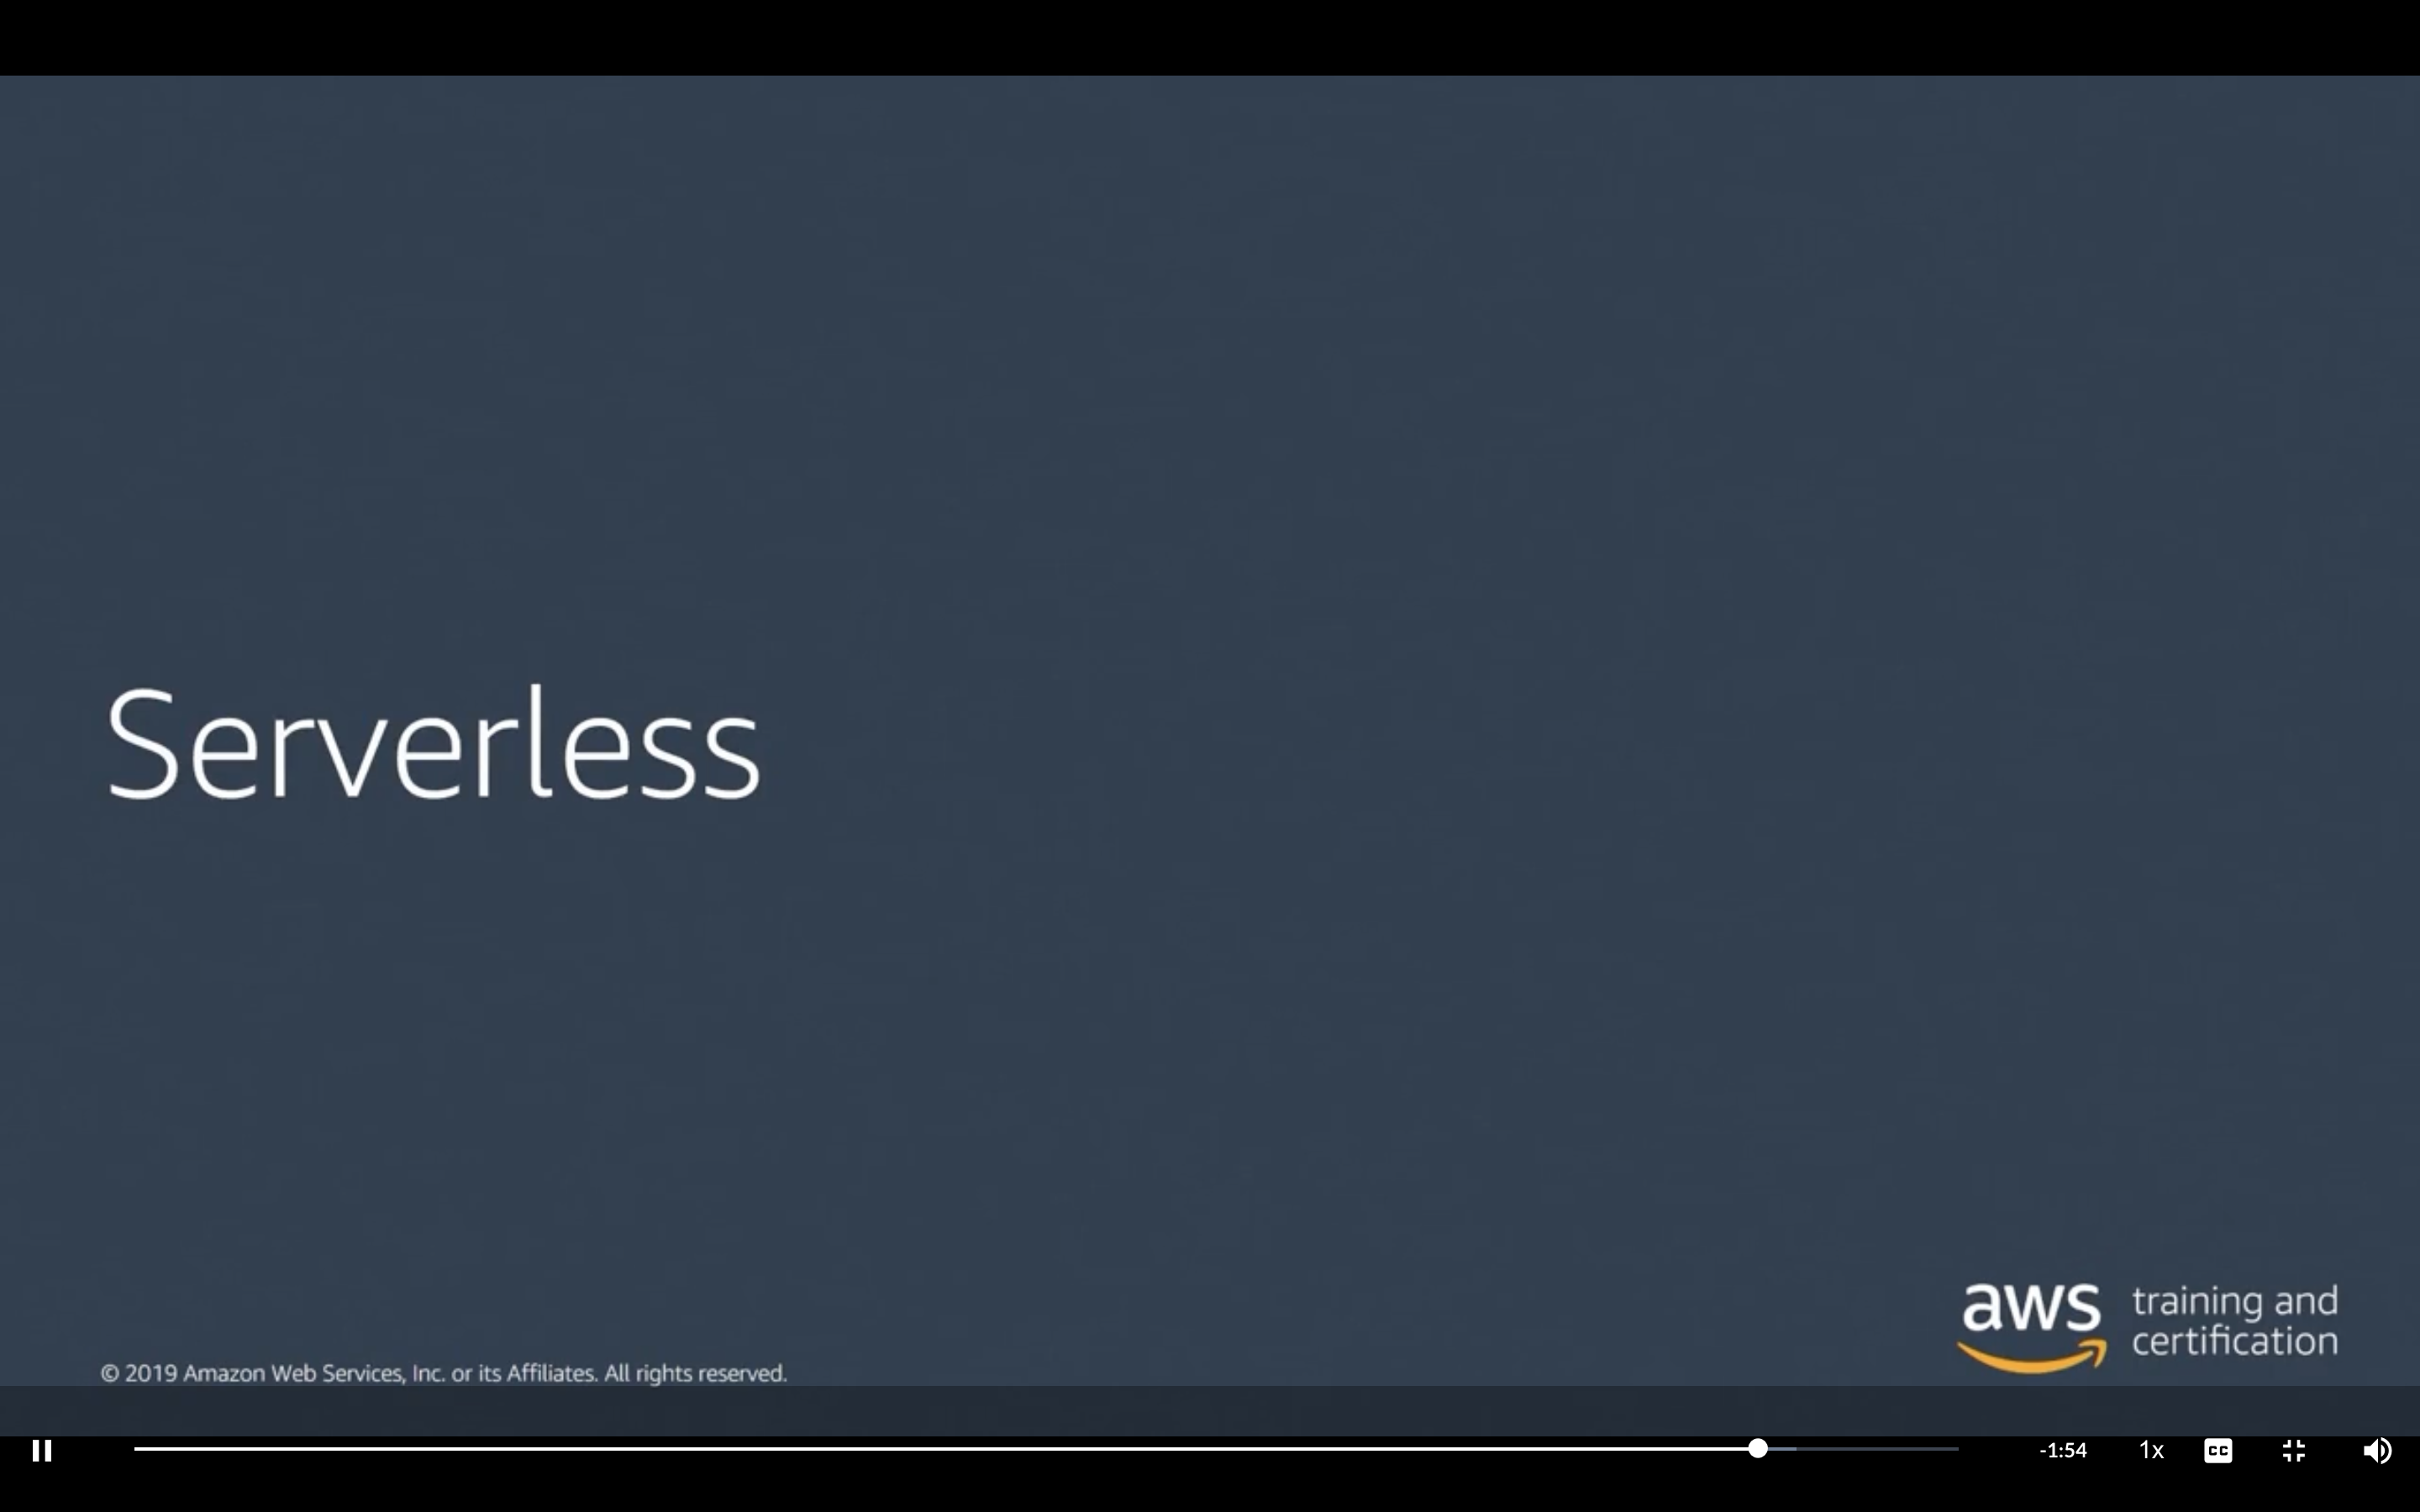 Serverless
aws training and
certification
© 2019 Amazon Web Services, Inc. or its Affiliates. All rights reserved.
-1:54 1x CC